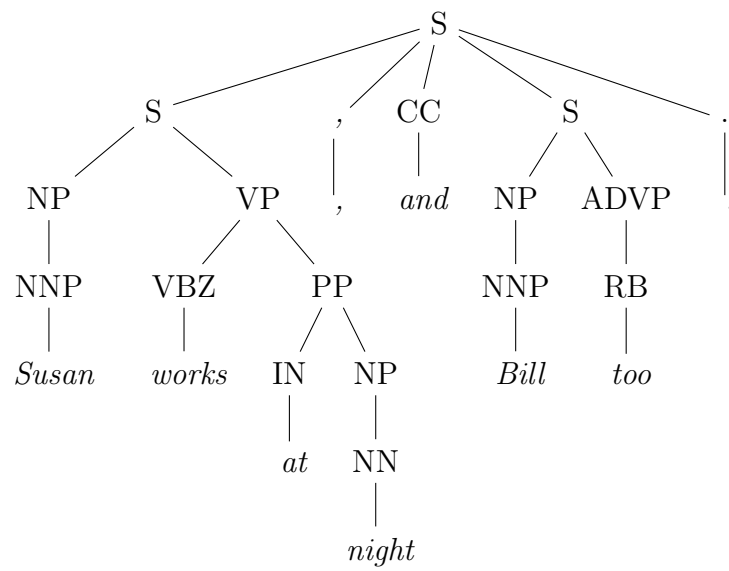 S
S , CC S .
NP VP , and NP ADVP .
NNP VBZ PP NNP RB
Susan works IN NP Bill too
at NN
night